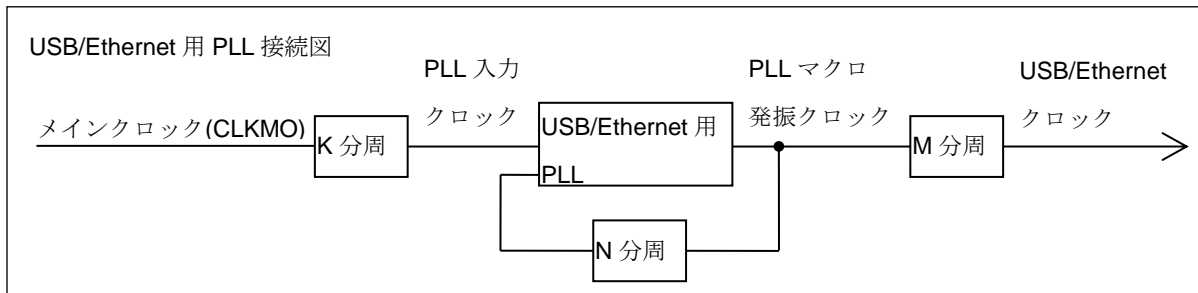 USB/Ethernet 用 PLL 接続図
PLL 入力
クロック
PLL マクロ
発振クロック
USB/Ethernet
クロック
メインクロック(CLKMO)
K 分周
USB/Ethernet 用
PLL
M 分周
N 分周